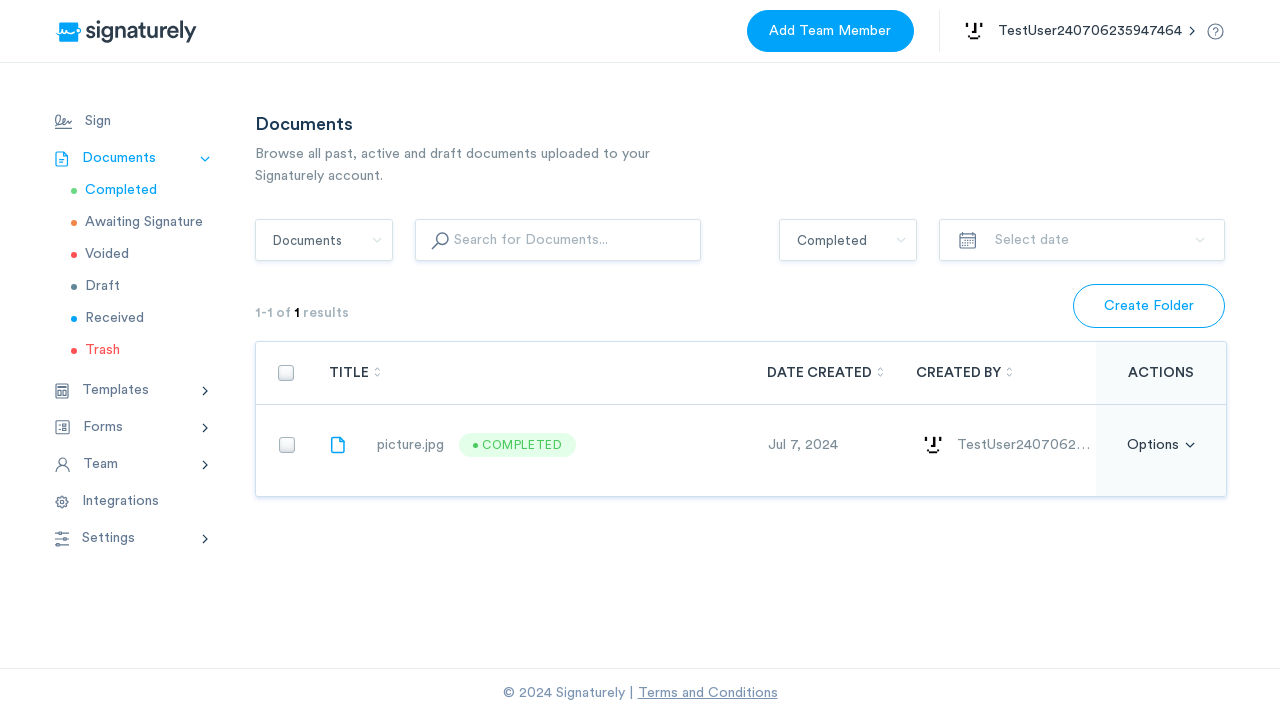 signaturely
Add Team Member
TestUser240706235947464
Sign
Documents
Completed
Awaiting Signature
Voided
Draft
Received
Trash
Templates
Forms
Team
Integrations
Settings
Documents
Browse all past, active and draft documents uploaded to your
Signaturely account.
Documents
Search for Documents...
Completed
Select date
1-1 of 1 results
Create Folder
TITLE
DATE CREATED
CREATED BY
ACTIONS
picture.jpg
COMPLETED
Jul 7, 2024
TestUser2407062...
Options
© 2024 Signaturely | Terms and Conditions